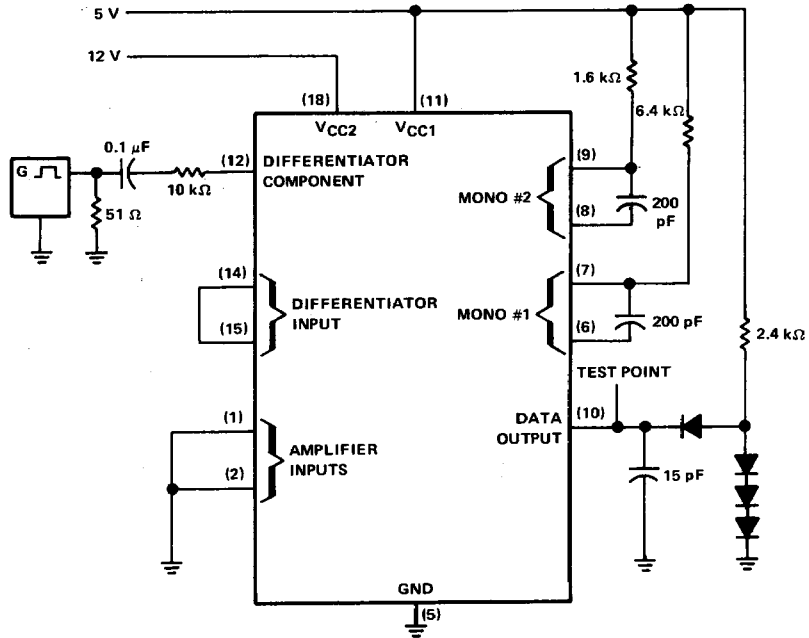 5 V
12 V
(18)
(11)
VCC2
VCC1
1.6 kΩ
6.4 kΩ
0.1 μF
(12)
DIFFERENTIATOR
COMPONENT
G
10 kΩ
51 Ω
(9)
MONO #2
(8)
200
pF
(14)
DIFFERENTIATOR
INPUT
(15)
(7)
MONO #1
(6)
200 pF
2.4 kΩ
TEST POINT
(10)
DATA
OUTPUT
(1)
AMPLIFIER
INPUTS
(2)
15 pF
GND
(5)